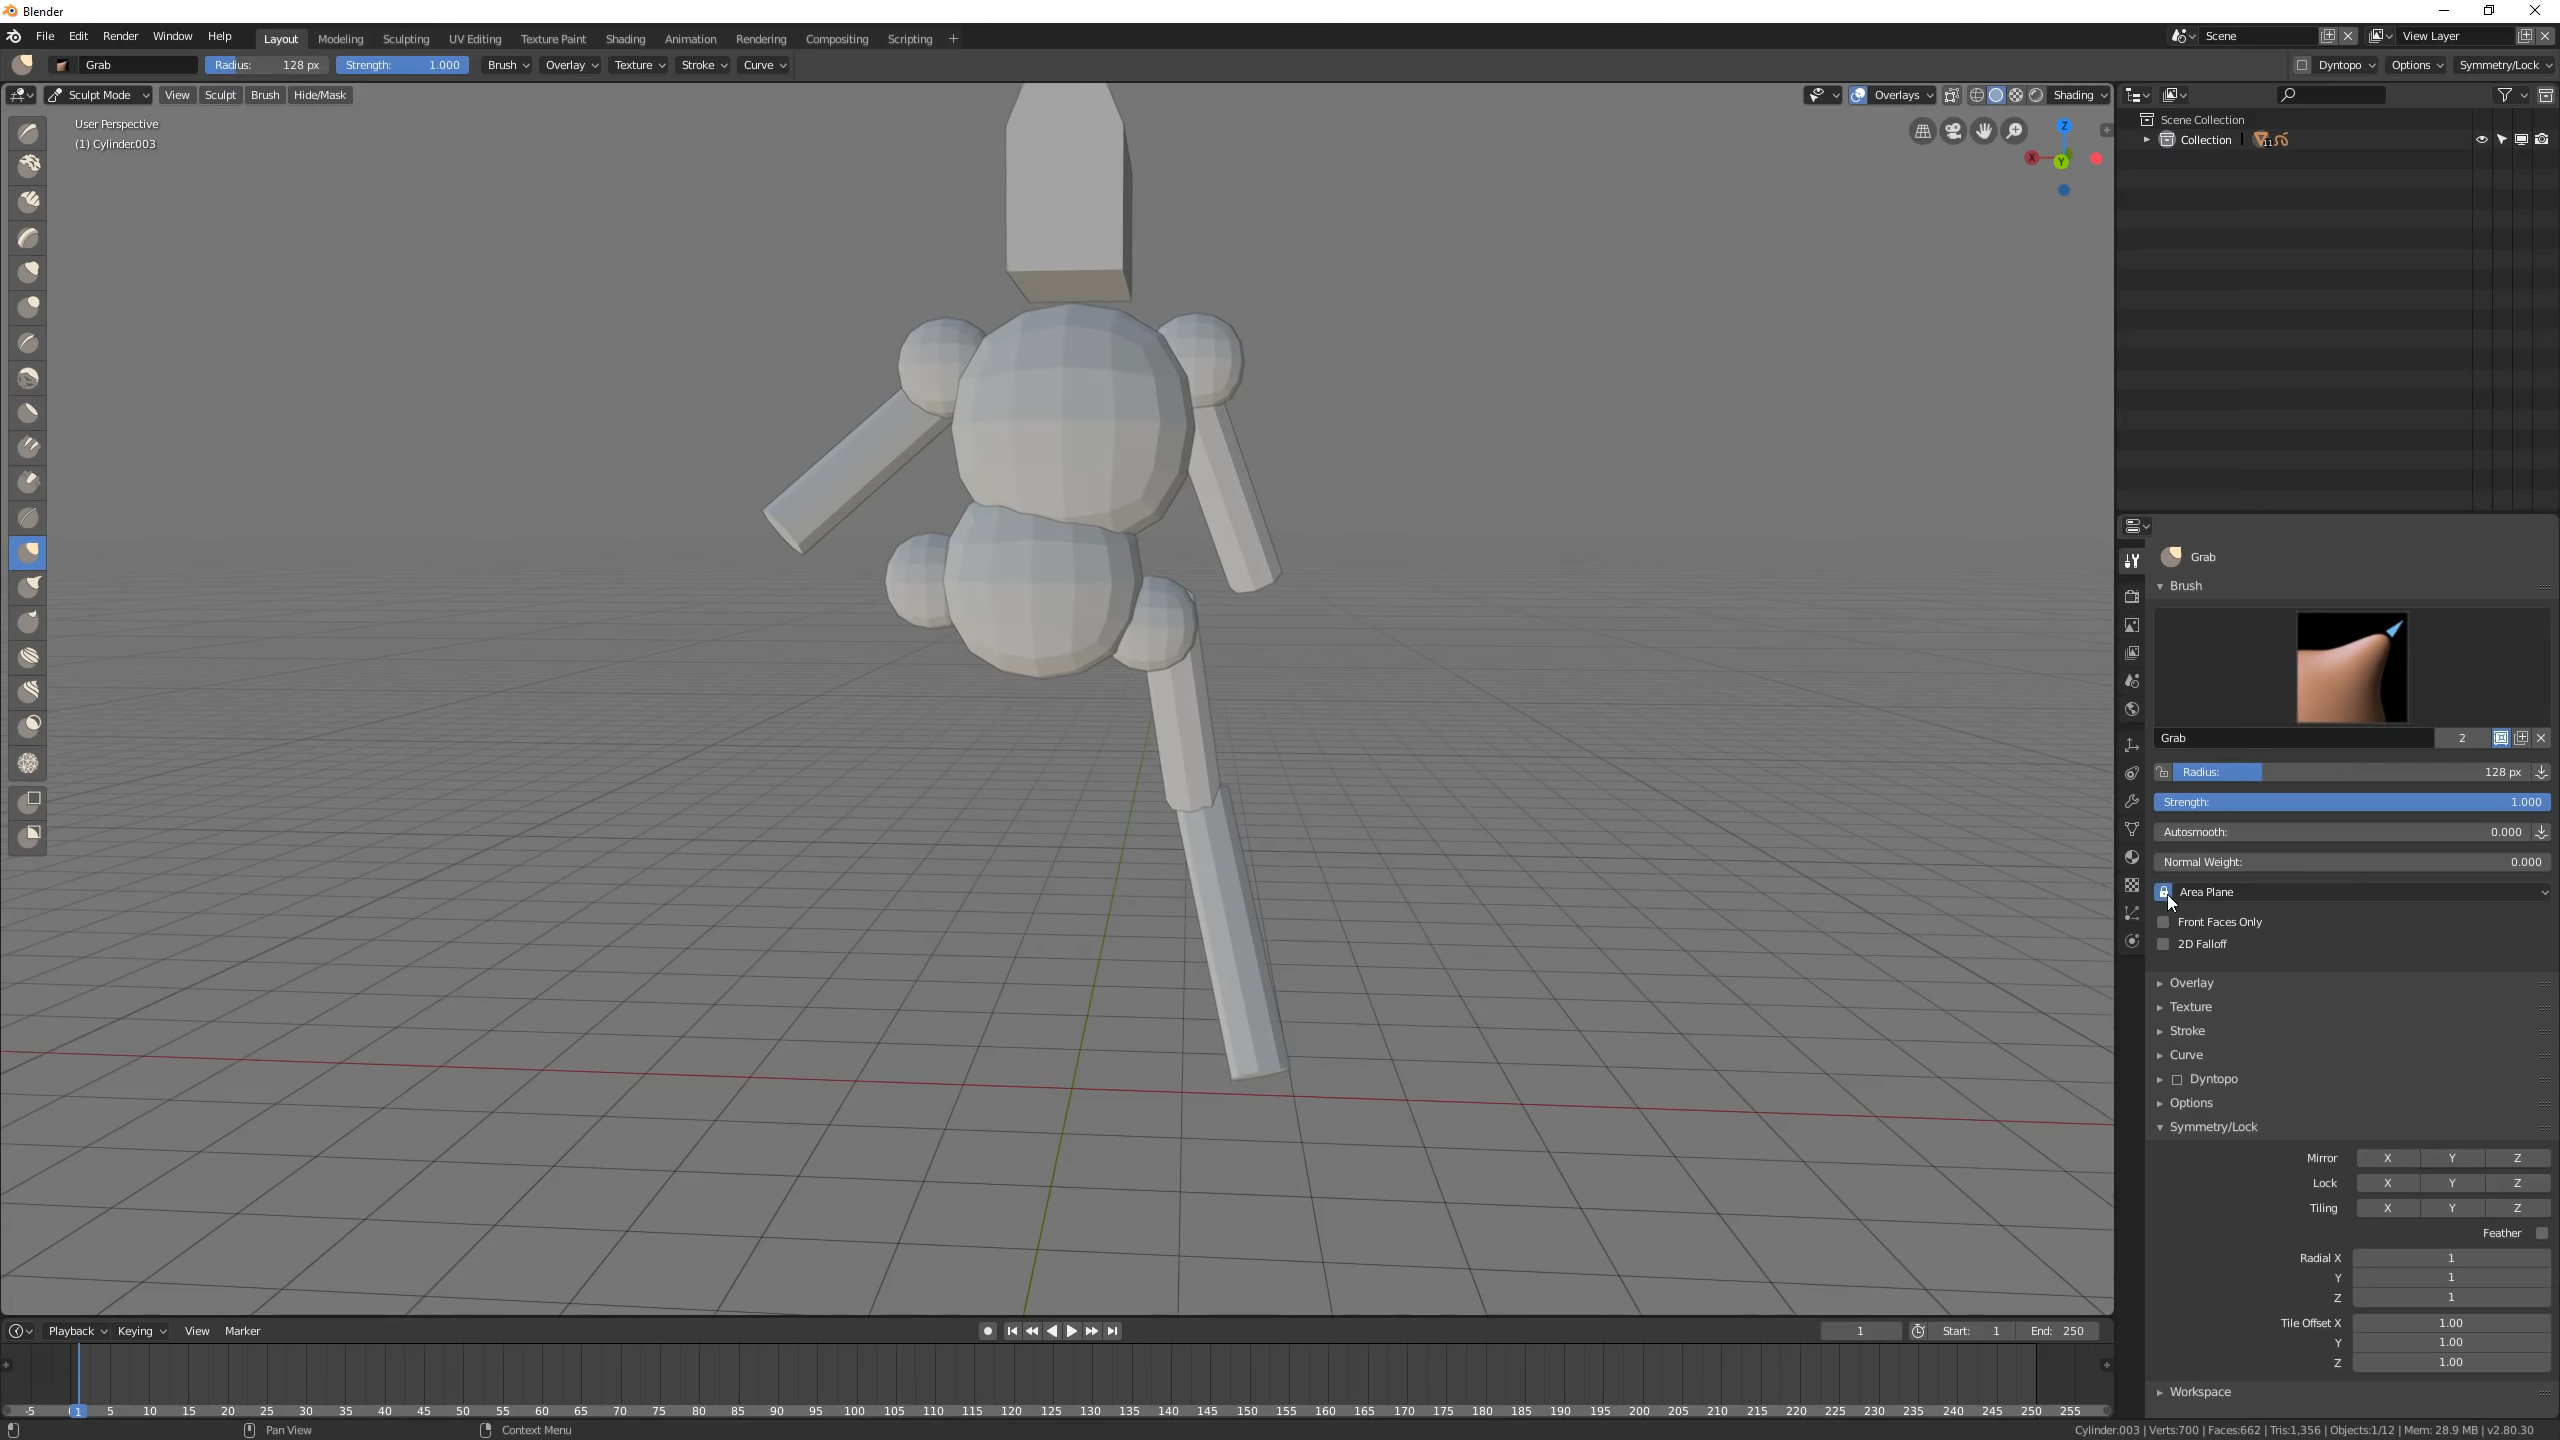 Blender
File Edit Render Window Help Layout Modeling Sculpting UV Editing Texture Paint Shading Animation Rendering Compositing Scripting + Scene View Layer
Grab Radius: 128 px Strength: 1.000 Brush Overlay Texture Stroke Curve Dyntopo Options Symmetry/Lock
Sculpt Mode View Sculpt Brush Hide/Mask Overlays Shading
User Perspective
(1) Cylinder.003
Z
X
Y
Scene Collection
Collection 11
Grab
Brush
Grab 2
Radius: 128 px
Strength: 1.000
Autosmooth: 0.000
Normal Weight: 0.000
Area Plane
Front Faces Only
2D Falloff
Overlay
Texture
Stroke
Curve
Dyntopo
Options
Symmetry/Lock
Mirror X Y Z
Lock X Y Z
Tiling X Y Z
Feather
Radial X 1
Y 1
Z 1
Tile Offset X 1.00
Y 1.00
Z 1.00
Workspace
Playback Keying View Marker 1 Start: 1 End: 250
-5 1 5 10 15 20 25 30 35 40 45 50 55 60 65 70 75 80 85 90 95 100 105 110 115 120 125 130 135 140 145 150 155 160 165 170 175 180 185 190 195 200 205 210 215 220 225 230 235 240 245 250 255
Pan View Context Menu Cylinder.003 | Verts:700 | Faces:662 | Tris:1,356 | Objects:1/12 | Mem: 28.9 MB | v2.80.30